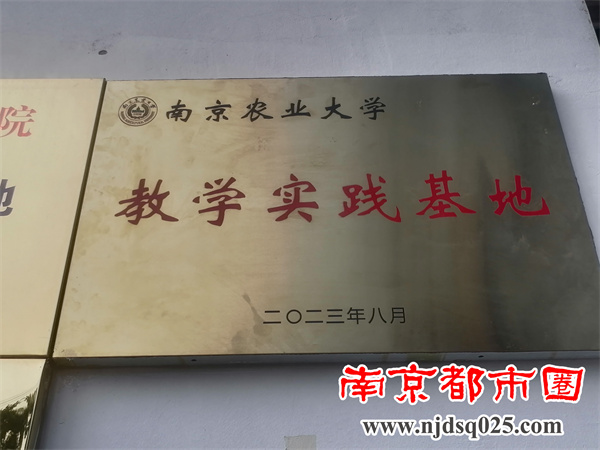 院
地
南京农业大学
教学实践基地
二〇二三年八月
南京都市圈
www.njdsq025.com